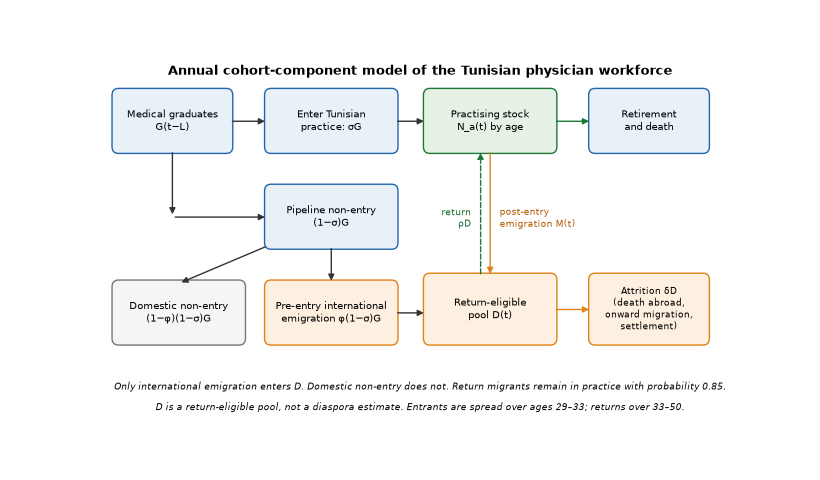 Annual cohort-component model of the Tunisian physician workforce
Medical graduates
G(t−L)
Enter Tunisian
practice: σG
Practising stock
N_a(t) by age
Retirement
and death
Pipeline non-entry
(1−σ)G
return
ρD
post-entry
emigration M(t)
Domestic non-entry
(1−φ)(1−σ)G
Pre-entry international
emigration φ(1−σ)G
Return-eligible
pool D(t)
Attrition δD
(death abroad,
onward migration,
settlement)
Only international emigration enters D. Domestic non-entry does not. Return migrants remain in practice with probability 0.85.
D is a return-eligible pool, not a diaspora estimate. Entrants are spread over ages 29–33; returns over 33–50.